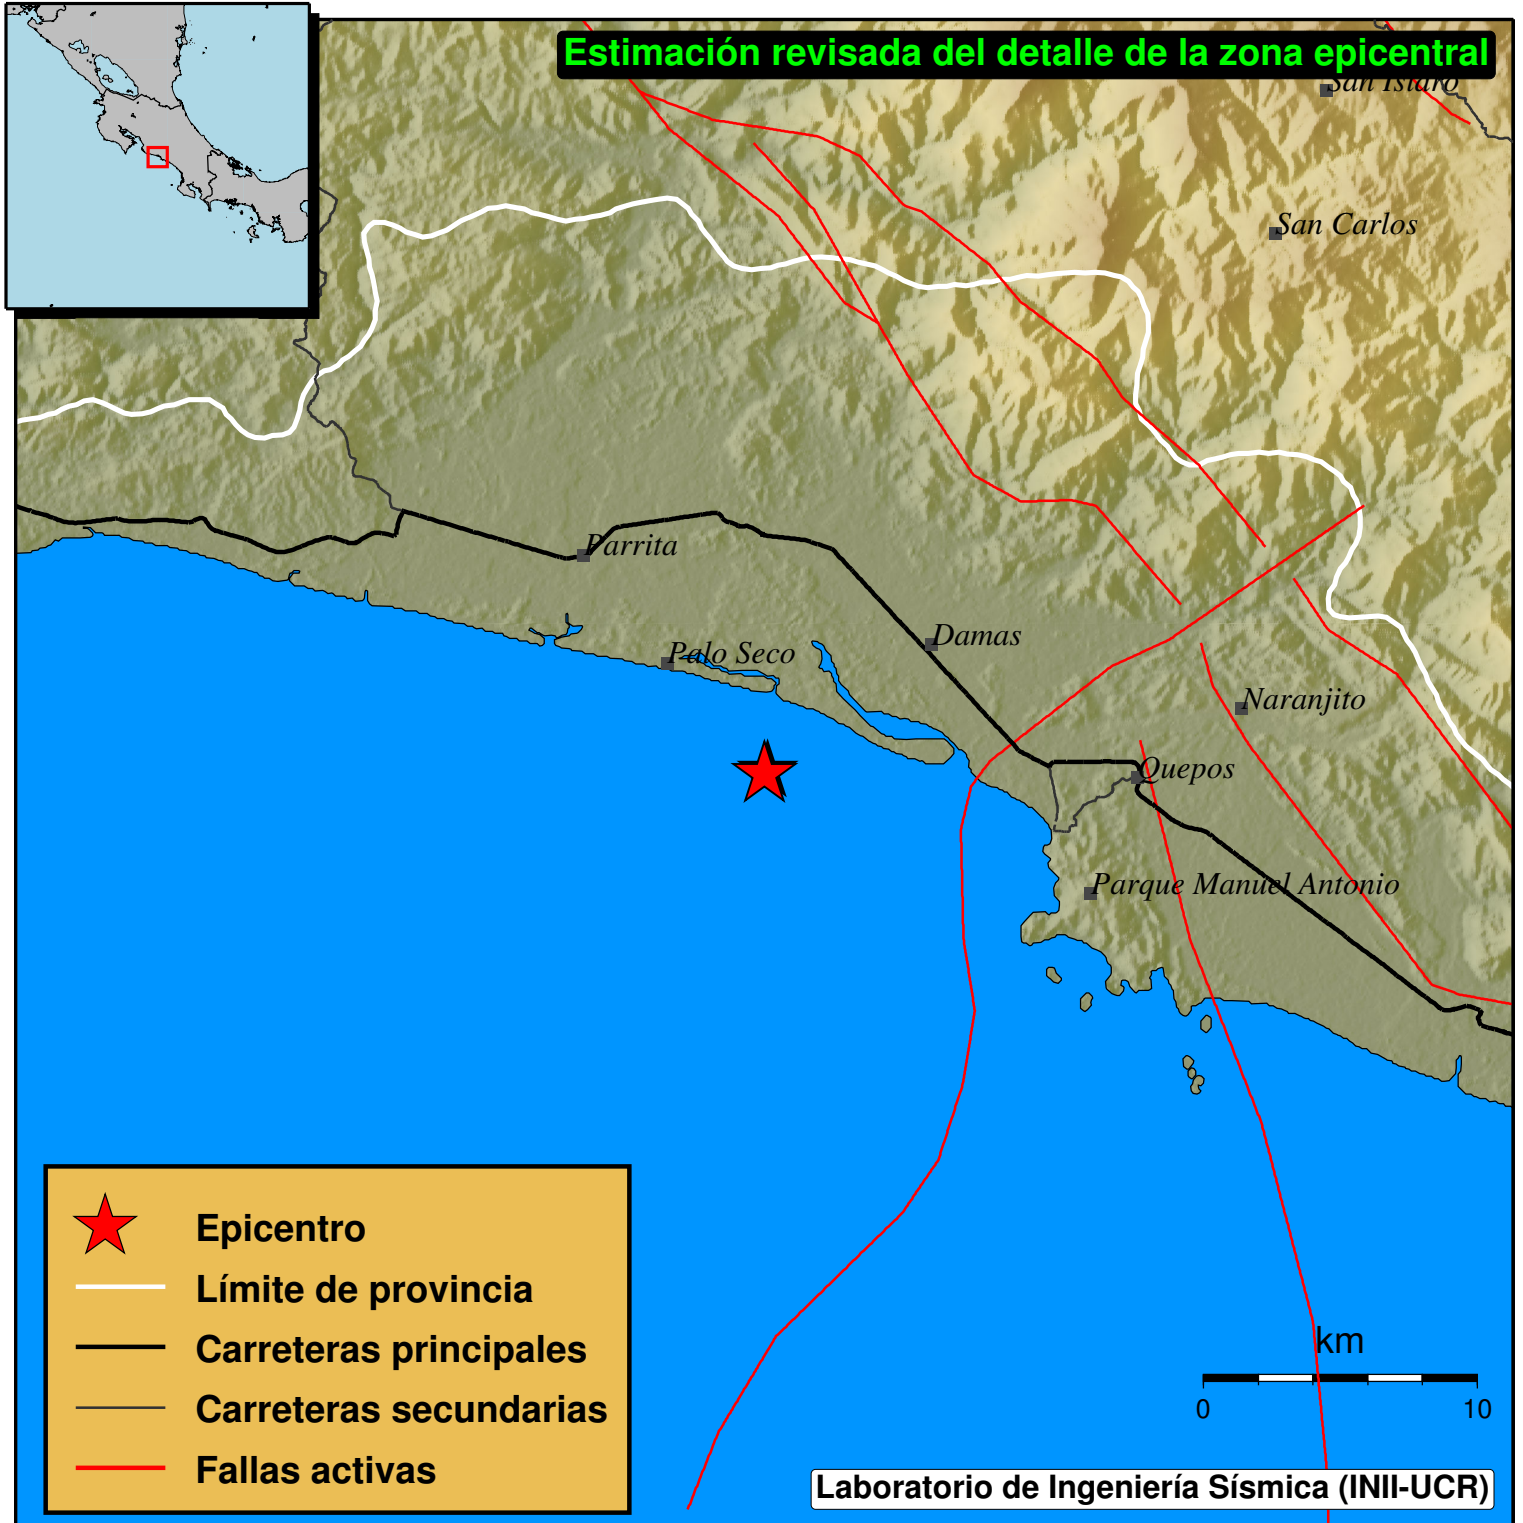 Estimación revisada del detalle de la zona epicentral
San Isidro
San Carlos
Parrita
Damas
Palo Seco
Naranjito
Quepos
Parque Manuel Antonio
Epicentro
Límite de provincia
Carreteras principales
Carreteras secundarias
Fallas activas
km
0 10
Laboratorio de Ingeniería Sísmica (INII-UCR)